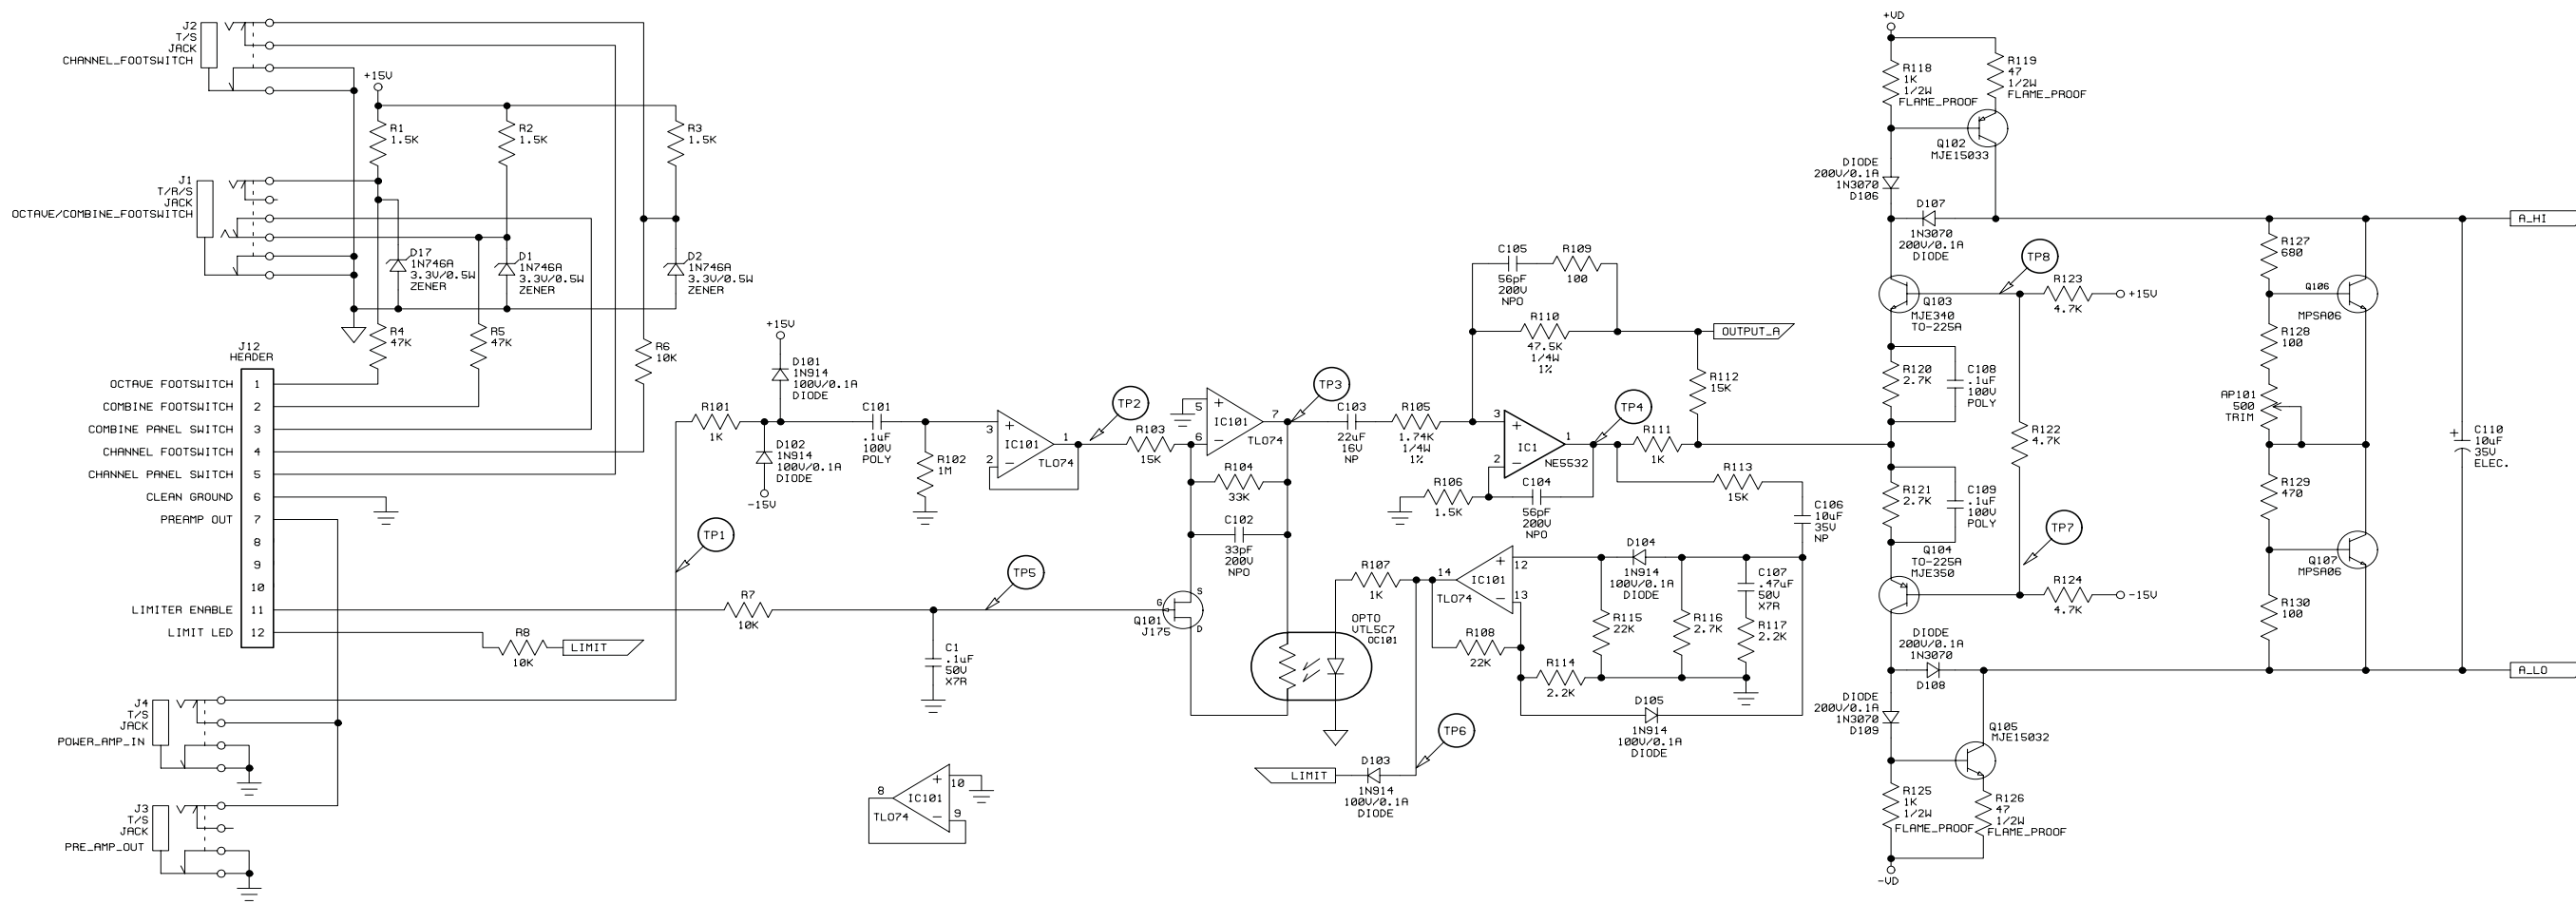 J2
T/S
JACK
CHANNEL_FOOTSWITCH
+15V
R1
1.5K
R2
1.5K
R3
1.5K
J1
T/R/S
JACK
OCTAVE/COMBINE_FOOTSWITCH
D17
1N746A
3.3V/0.5W
ZENER
D1
1N746A
3.3V/0.5W
ZENER
D2
1N746A
3.3V/0.5W
ZENER
R4
47K
R5
47K
R6
10K
J12
HEADER
OCTAVE FOOTSWITCH 1
COMBINE FOOTSWITCH 2
COMBINE PANEL SWITCH 3
CHANNEL FOOTSWITCH 4
CHANNEL PANEL SWITCH 5
CLEAN GROUND 6
PREAMP OUT 7
8
9
10
LIMITER ENABLE 11
LIMIT LED 12
R8
10K
LIMIT
J4
T/S
JACK
POWER_AMP_IN
J3
T/S
JACK
PRE_AMP_OUT
TP1
R7
10K
R101
1K
+15V
D101
1N914
100V/0.1A
DIODE
D102
1N914
100V/0.1A
DIODE
-15V
C101
.1uF
100V
POLY
R102
1M
3
+
IC101
1
2
−
TL074
TP2
R103
15K
TP5
C1
.1uF
50V
X7R
8
IC101
+
10
TL074
−
9
5
+
IC101
7
6
−
TL074
TP3
R104
33K
C102
33pF
200V
NPO
G
S
D
Q101
J175
OPTO
VTL5C7
OC101
C103
22uF
16V
NP
R105
1.74K
1/4W
1%
C105
56pF
200V
NPO
R109
100
R110
47.5K
1/4W
1%
OUTPUT_A
R112
15K
3
+
IC1
1
2
−
NE5532
TP4
R111
1K
R106
1.5K
C104
56pF
200V
NPO
R113
15K
C106
10uF
35V
NP
R107
1K
14
IC101
+
12
TL074
−
13
D104
1N914
100V/0.1A
DIODE
C107
.47uF
50V
X7R
R108
22K
R115
22K
R116
2.7K
R117
2.2K
R114
2.2K
D105
1N914
100V/0.1A
DIODE
TP6
LIMIT
D103
1N914
100V/0.1A
DIODE
+VD
R118
1K
1/2W
FLAME_PROOF
R119
47
1/2W
FLAME_PROOF
Q102
MJE15033
DIODE
200V/0.1A
1N3070
D106
D107
1N3070
200V/0.1A
DIODE
TP8
Q103
MJE340
TO-225A
R123
4.7K
+15V
R120
2.7K
C108
.1uF
100V
POLY
R122
4.7K
R121
2.7K
C109
.1uF
100V
POLY
TP7
Q104
TO-225A
MJE350
R124
4.7K
-15V
DIODE
200V/0.1A
1N3070
D108
DIODE
200V/0.1A
1N3070
D109
Q105
MJE15032
R125
1K
1/2W
FLAME_PROOF
R126
47
1/2W
FLAME_PROOF
-VD
A_HI
R127
680
Q106
MPSA06
R128
100
AP101
500
TRIM
R129
470
Q107
MPSA06
R130
100
+
C110
10uF
35V
ELEC.
A_LO